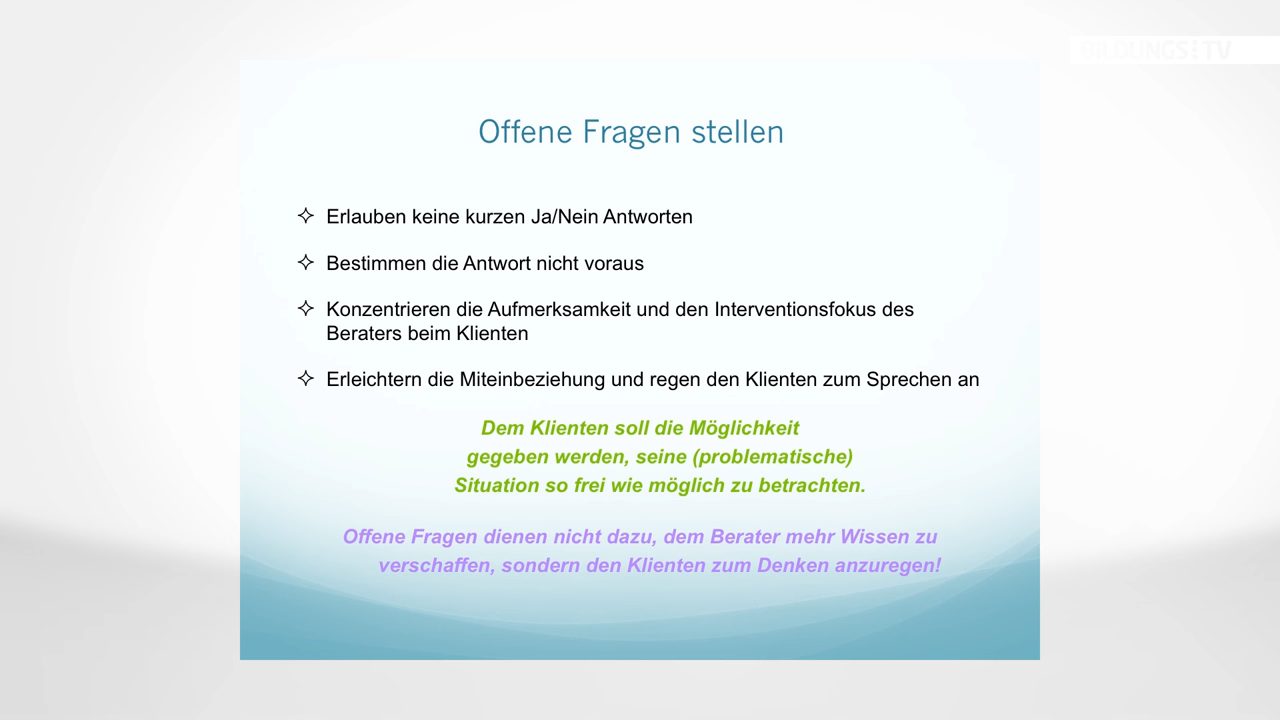 BILDUNGS TV
Offene Fragen stellen
Erlauben keine kurzen Ja/Nein Antworten
Bestimmen die Antwort nicht voraus
Konzentrieren die Aufmerksamkeit und den Interventionsfokus des
Beraters beim Klienten
Erleichtern die Miteinbeziehung und regen den Klienten zum Sprechen an
Dem Klienten soll die Möglichkeit
gegeben werden, seine (problematische)
Situation so frei wie möglich zu betrachten.
Offene Fragen dienen nicht dazu, dem Berater mehr Wissen zu
verschaffen, sondern den Klienten zum Denken anzuregen!